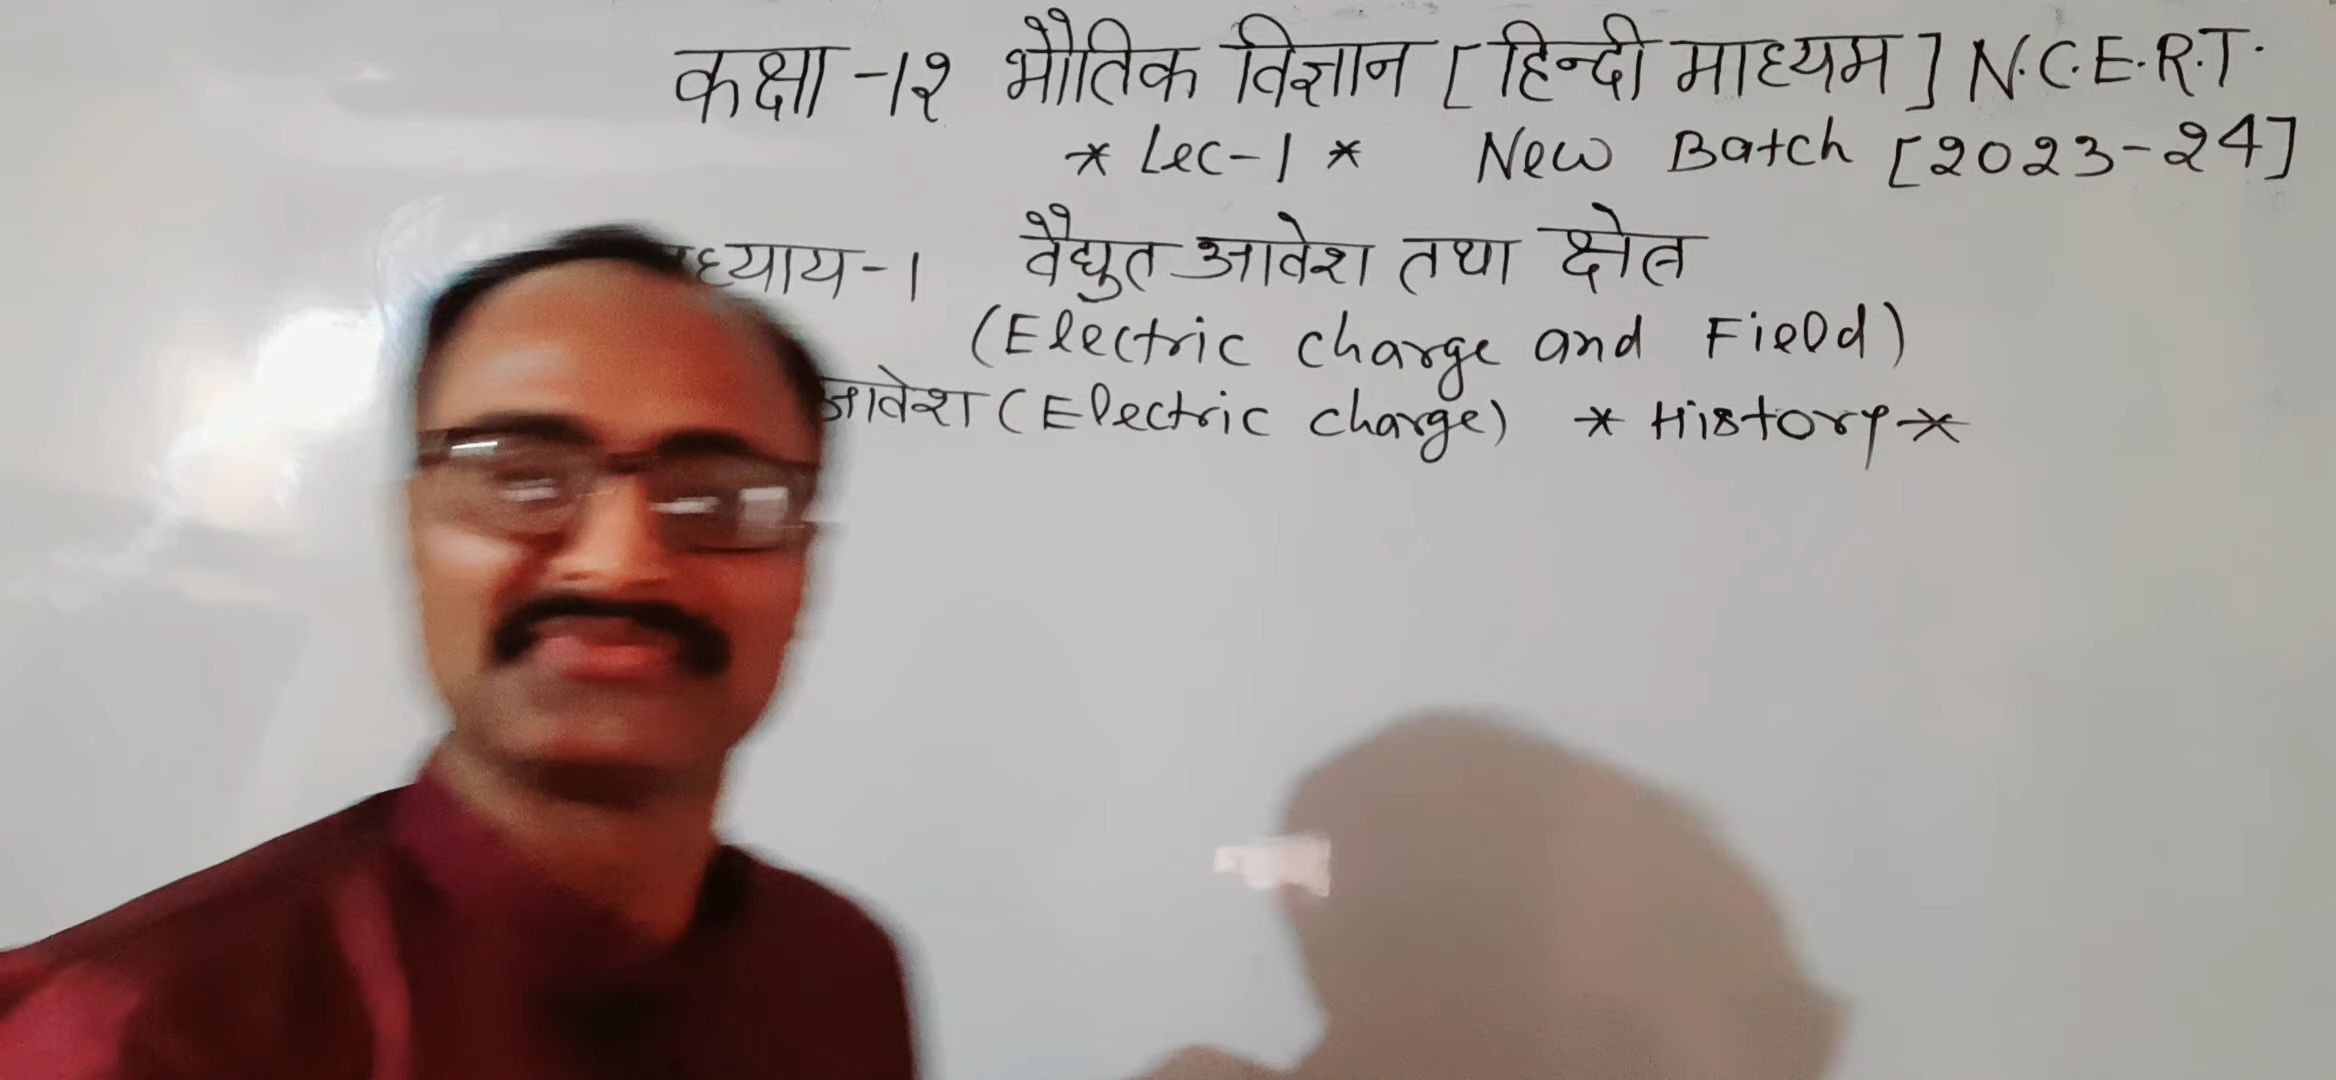 कक्षा -12 भौतिक विज्ञान [हिन्दी माध्यम] N.C.E.R.T.
* Lec-1 * New Batch [2023-24]
ध्याय-1 वैद्युत आवेश तथा क्षेत्र
(Electric charge and Field)
आवेश (Electric charge) * History *